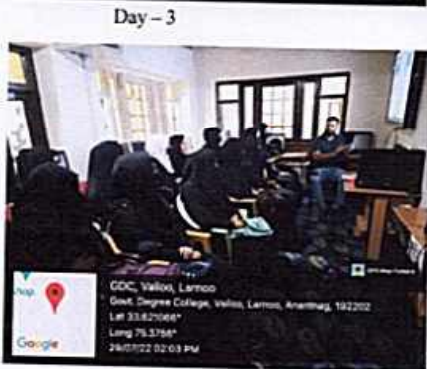 Day – 3
GDC, Vailoo, Larnoo
Govt. Degree College, Vailoo, Larnoo, Anantnag, 192202
Lat 33.621066°
Long 75.3756°
29/07/22 02:03 PM
Google